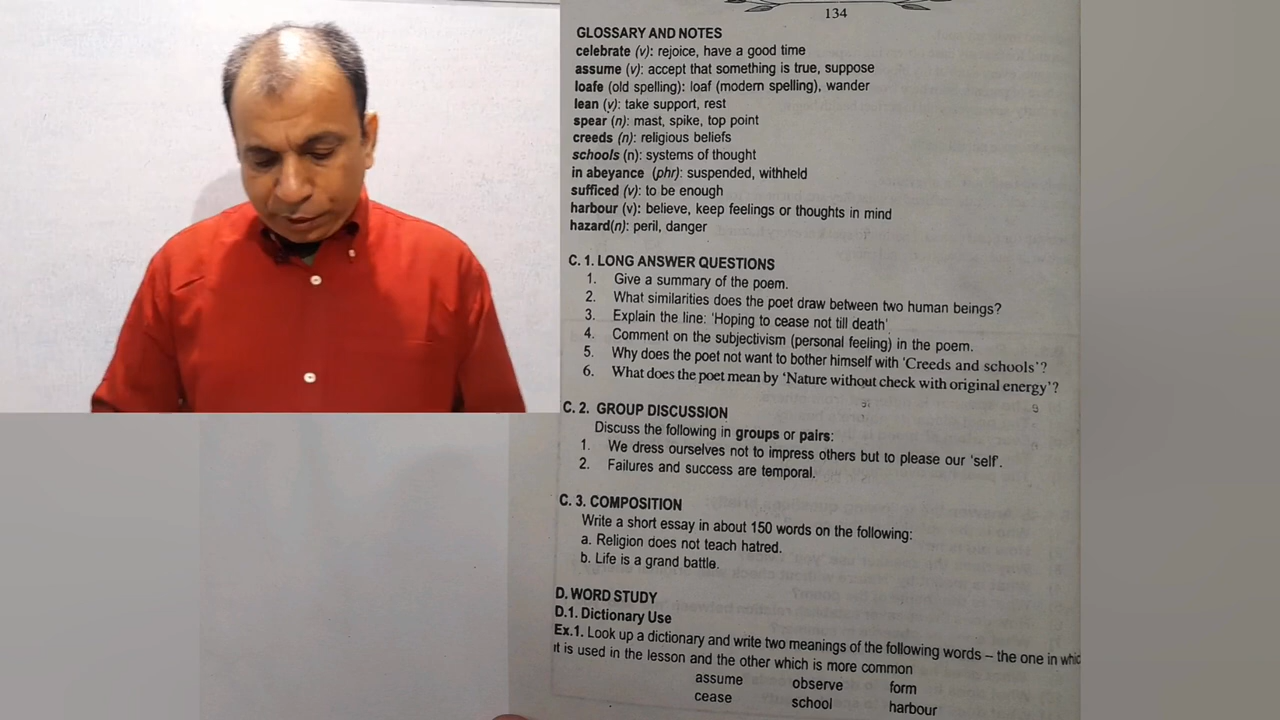 134
GLOSSARY AND NOTES
celebrate (v): rejoice, have a good time
assume (v): accept that something is true, suppose
loafe (old spelling): loaf (modern spelling), wander
lean (v): take support, rest
spear (n): mast, spike, top point
creeds (n): religious beliefs
schools (n): systems of thought
in abeyance (phr): suspended, withheld
sufficed (v): to be enough
harbour (v): believe, keep feelings or thoughts in mind
hazard(n): peril, danger
C. 1. LONG ANSWER QUESTIONS
1. Give a summary of the poem.
2. What similarities does the poet draw between two human beings?
3. Explain the line: 'Hoping to cease not till death'
4. Comment on the subjectivism (personal feeling) in the poem.
5. Why does the poet not want to bother himself with 'Creeds and schools'?
6. What does the poet mean by 'Nature without check with original energy'?
C. 2. GROUP DISCUSSION
Discuss the following in groups or pairs:
1. We dress ourselves not to impress others but to please our 'self'.
2. Failures and success are temporal.
C. 3. COMPOSITION
Write a short essay in about 150 words on the following:
a. Religion does not teach hatred.
b. Life is a grand battle.
D. WORD STUDY
D.1. Dictionary Use
Ex.1. Look up a dictionary and write two meanings of the following words – the one in whic
it is used in the lesson and the other which is more common
assume observe form
cease school harbour